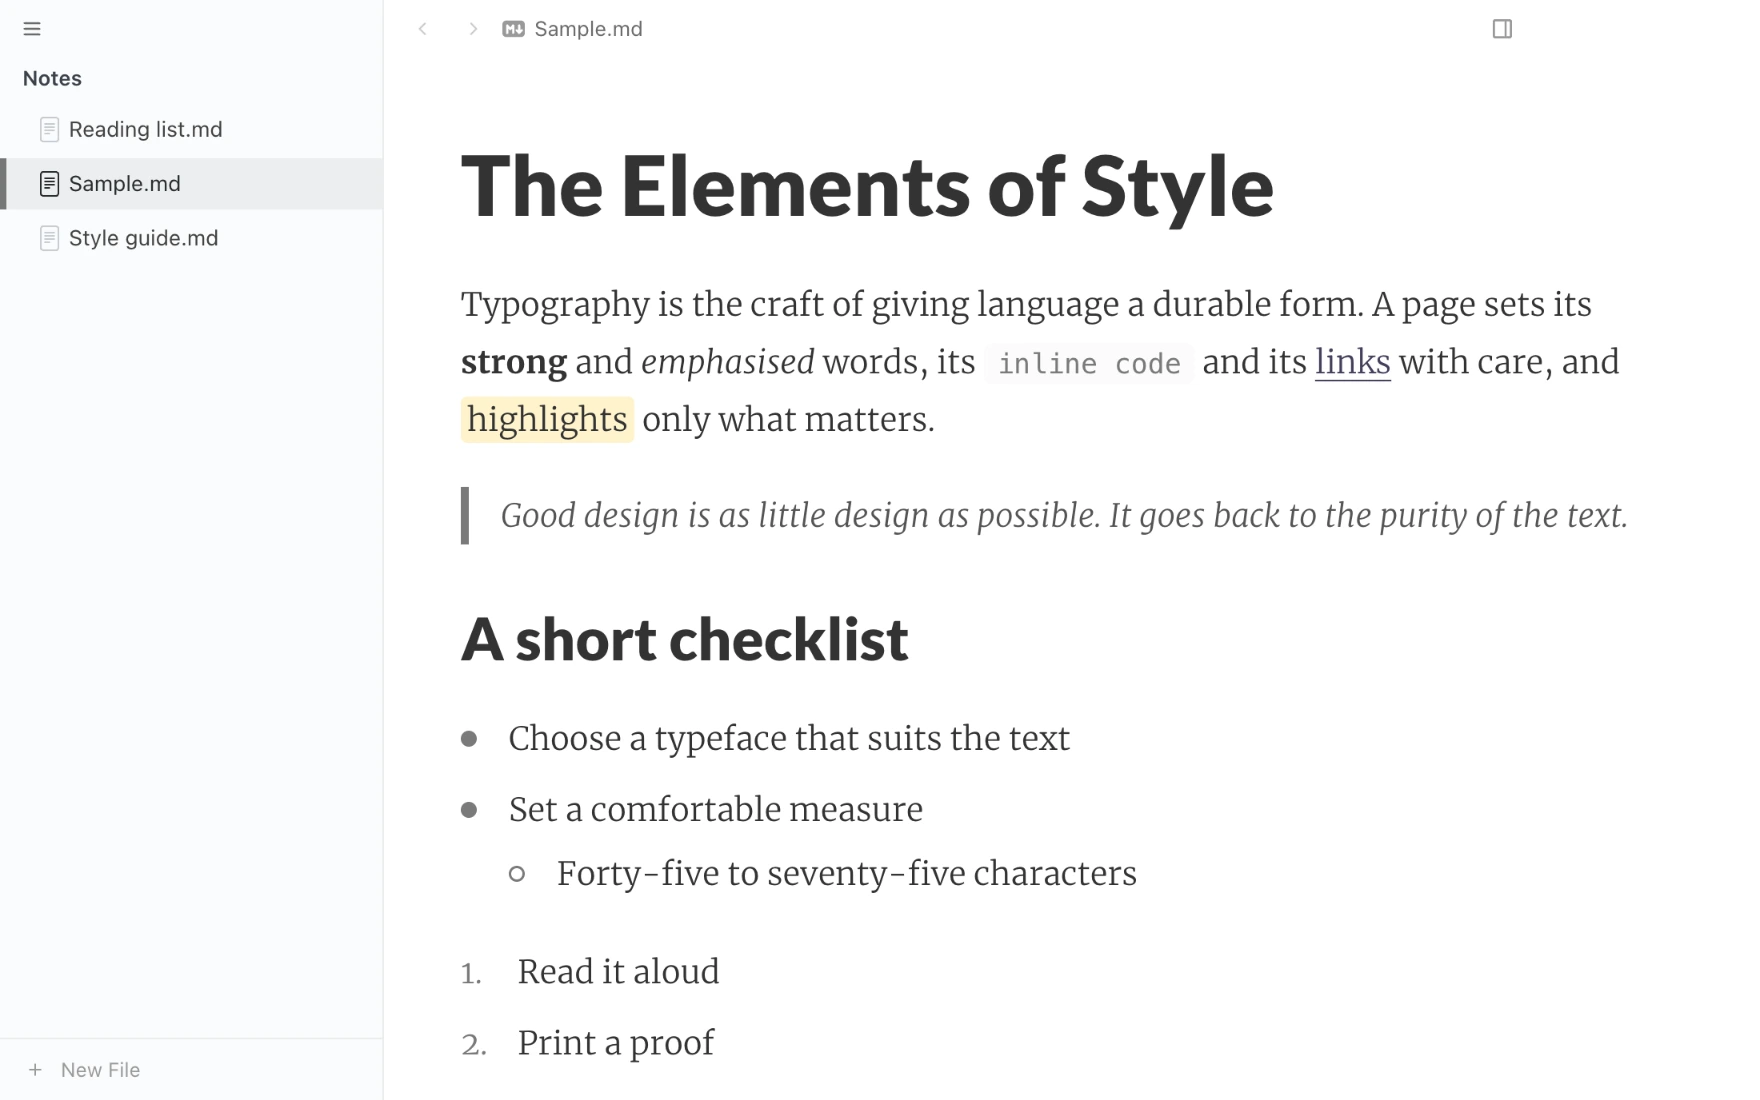 Notes
Reading list.md
Sample.md
Style guide.md
New File
M↓ Sample.md
The Elements of Style
Typography is the craft of giving language a durable form. A page sets its
strong and emphasised words, its inline code and its links with care, and
highlights only what matters.
Good design is as little design as possible. It goes back to the purity of the text.
A short checklist
Choose a typeface that suits the text
Set a comfortable measure
Forty-five to seventy-five characters
1. Read it aloud
2. Print a proof